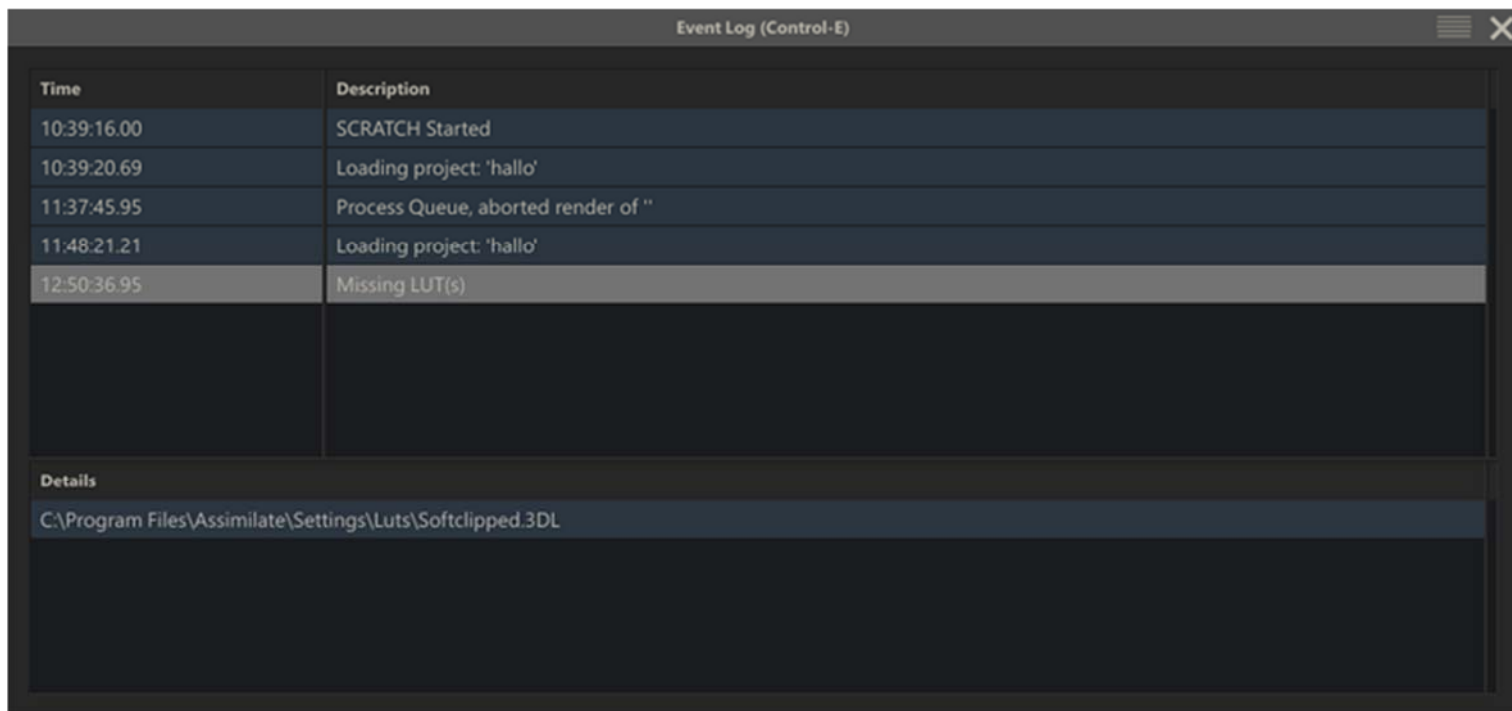 Event Log (Control-E)
Time Description
10:39:16.00 SCRATCH Started
10:39:20.69 Loading project: 'hallo'
11:37:45.95 Process Queue, aborted render of ''
11:48:21.21 Loading project: 'hallo'
12:50:36.95 Missing LUT(s)
Details
C:\Program Files\Assimilate\Settings\Luts\Softclipped.3DL